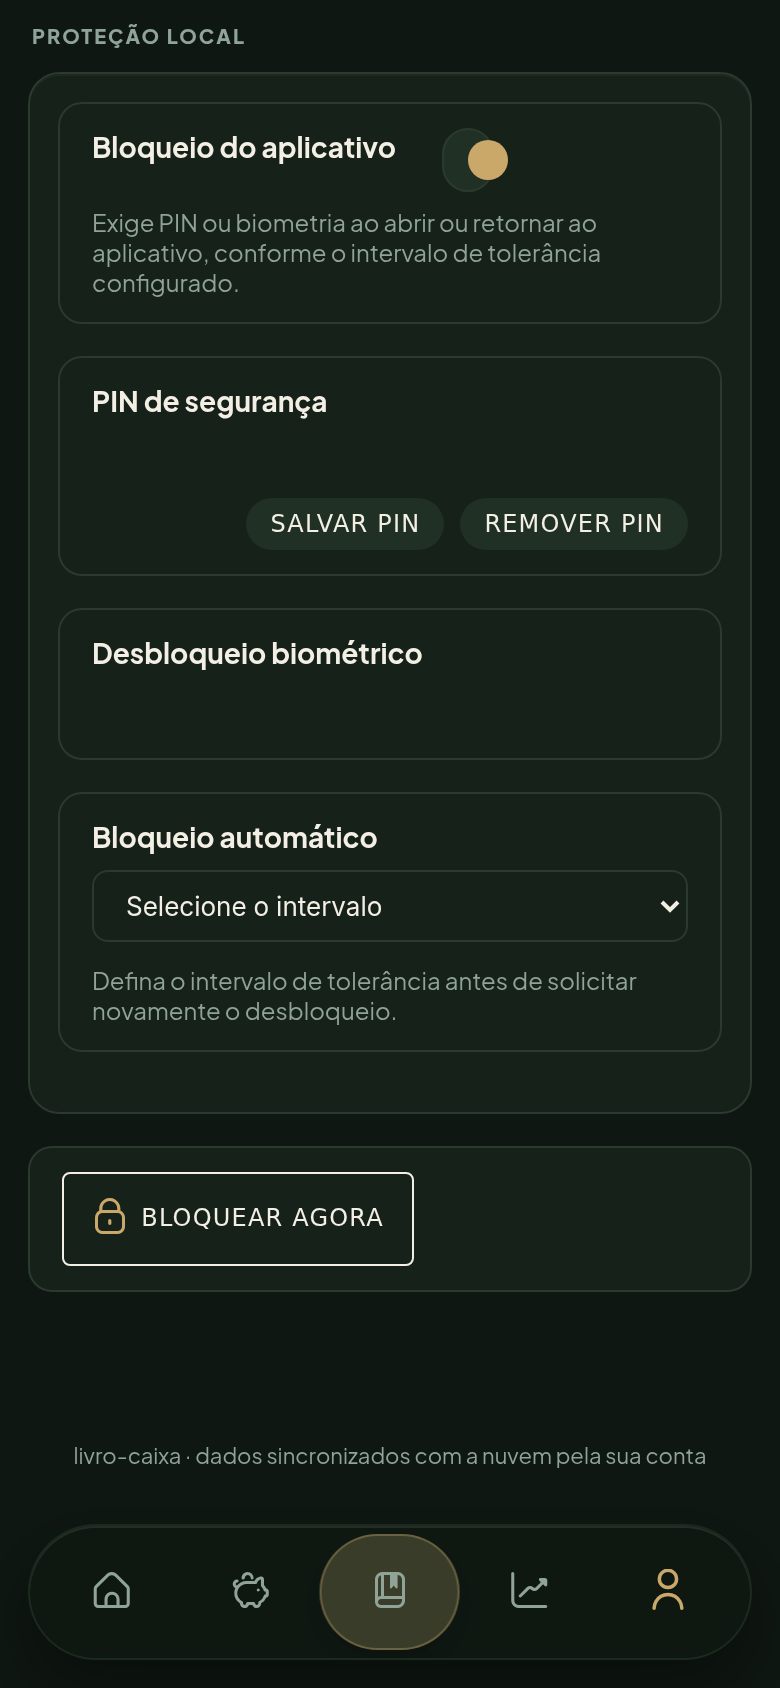 PROTEÇÃO LOCAL
Bloqueio do aplicativo
Exige PIN ou biometria ao abrir ou retornar ao
aplicativo, conforme o intervalo de tolerância
configurado.
PIN de segurança
SALVAR PIN
REMOVER PIN
Desbloqueio biométrico
Bloqueio automático
Selecione o intervalo
Defina o intervalo de tolerância antes de solicitar
novamente o desbloqueio.
BLOQUEAR AGORA
livro-caixa · dados sincronizados com a nuvem pela sua conta